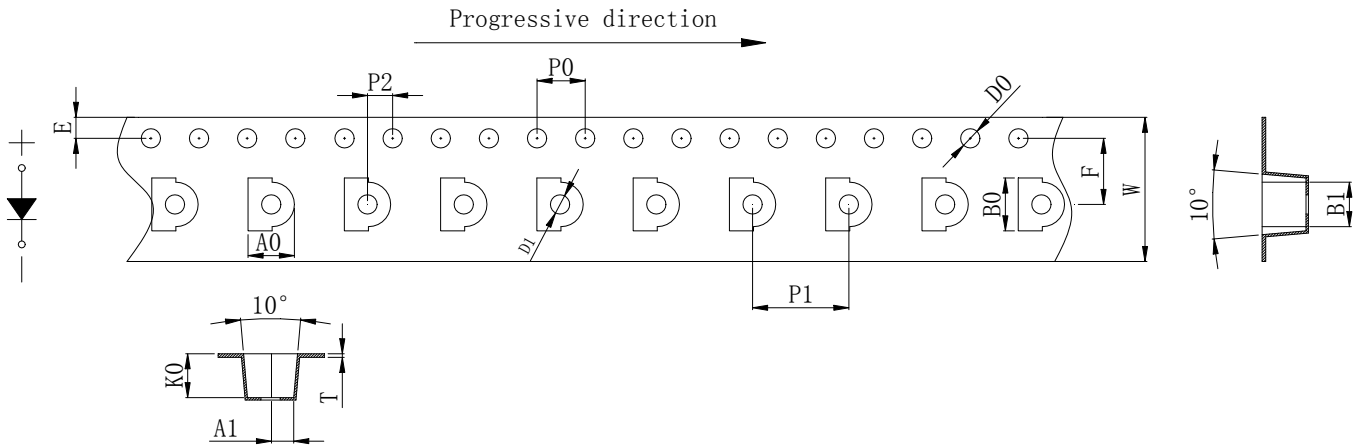 Progressive direction
P2
P0
D0
E
+
F
W
B0
10°
B1
A0
D1
−
P1
10°
K0
T
A1